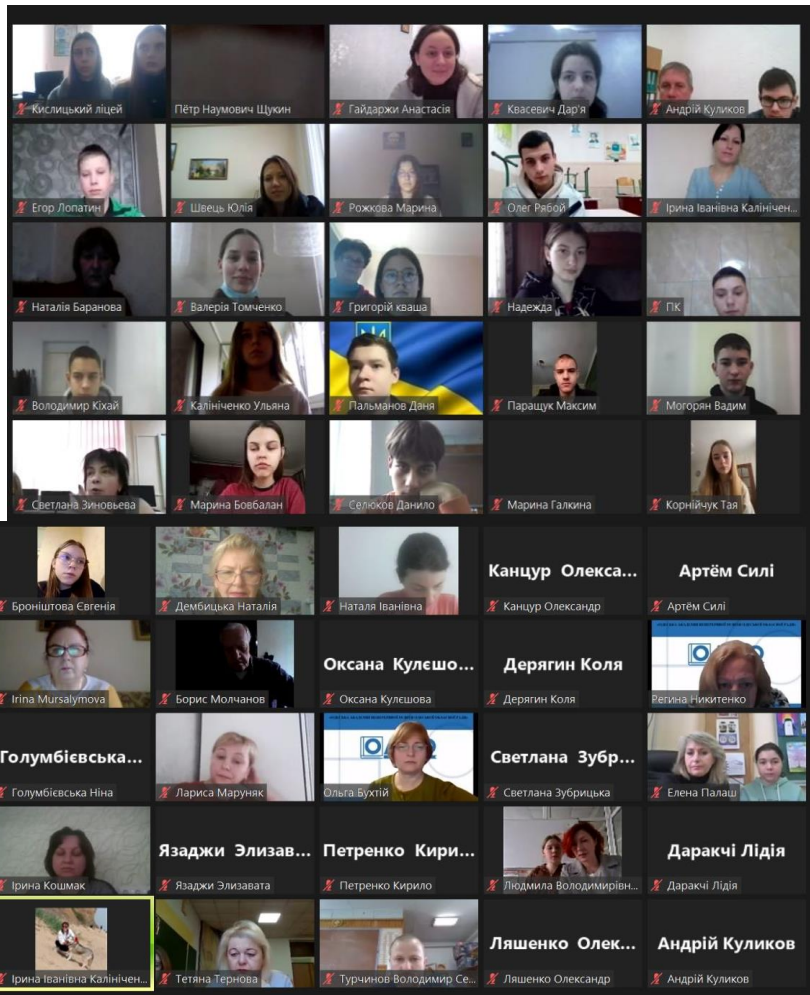 Кислицький ліцей
Пётр Наумович Щукин
Гайдаржи Анастасія
Квасевич Дар'я
Андрій Куликов
Егор Лопатин
Швець Юлія
Рожкова Марина
Олег Рябой
Ірина Іванівна Калінічен...
Наталія Баранова
Валерія Томченко
Григорій кваша
Надежда
ПК
Володимир Кіхай
Калініченко Ульяна
Пальманов Даня
Паращук Максим
Могорян Вадим
Светлана Зиновьева
Марина Бовбалан
Селюков Данило
Марина Галкина
Корнійчук Тая
Броніштова Євгенія
Дембицька Наталія
Наталя Іванівна
Канцур Олекса...
Канцур Олександр
Артём Силі
Артём Силі
Irina Mursalymova
Борис Молчанов
Оксана Кулєшо...
Оксана Кулєшова
Дерягин Коля
Дерягин Коля
Регина Никитенко
Голумбієвська...
Голумбієвська Ніна
Лариса Маруняк
Ольга Бухтій
Светлана Зубр...
Светлана Зубрицька
Елена Палаш
Ірина Кошмак
Язаджи Элизав...
Язаджи Элизавата
Петренко Кири...
Петренко Кирило
Людмила Володимирівн...
Даракчі Лідія
Даракчі Лідія
Ірина Іванівна Калінічен...
Тетяна Тернова
Турчинов Володимир Се...
Ляшенко Олек...
Ляшенко Олександр
Андрій Куликов
Андрій Куликов